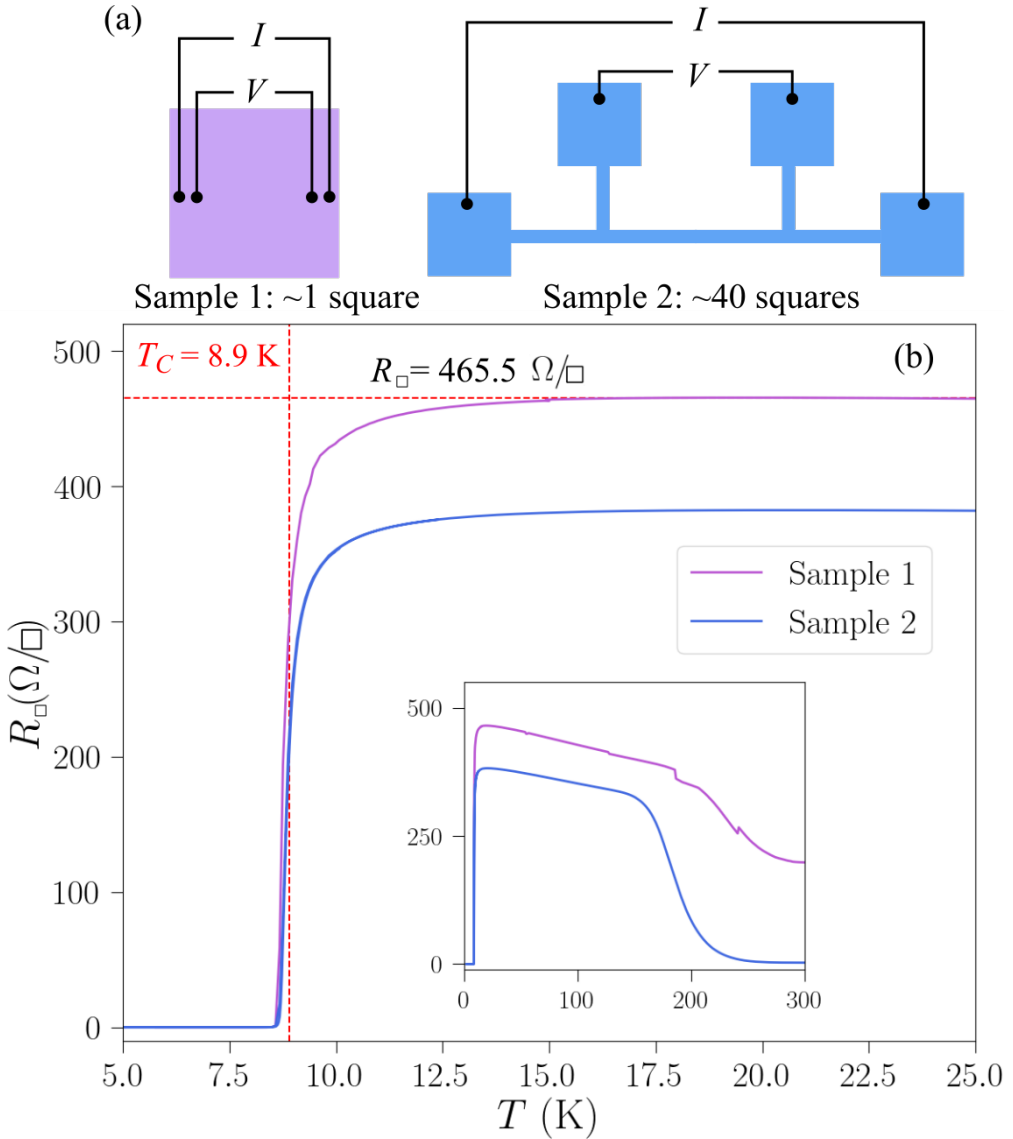 (a)
I
I
V
V
Sample 1: ~1 square
Sample 2: ~40 squares
(b)
T_C = 8.9 K
R_□ = 465.5 Ω/□
500
400
300
200
100
0
R_□(Ω/□)
Sample 1
Sample 2
500
250
0
0 100 200 300
5.0 7.5 10.0 12.5 15.0 17.5 20.0 22.5 25.0
T (K)